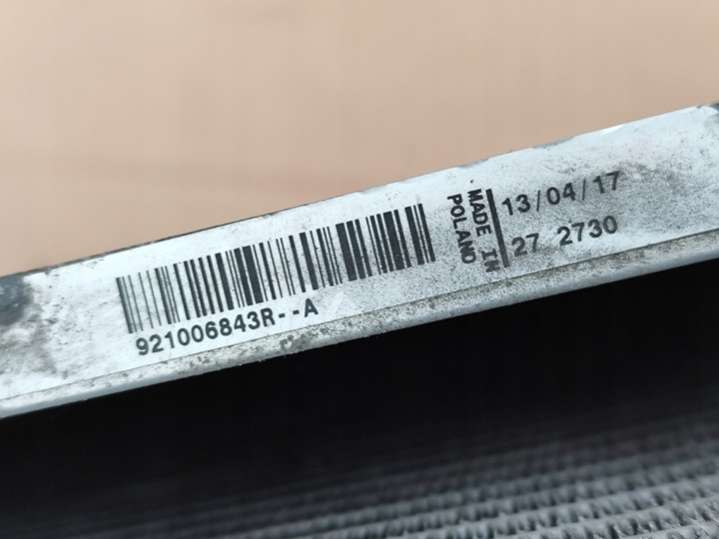 921006843R--A
MADE IN
POLAND
13/04/17
27 2730